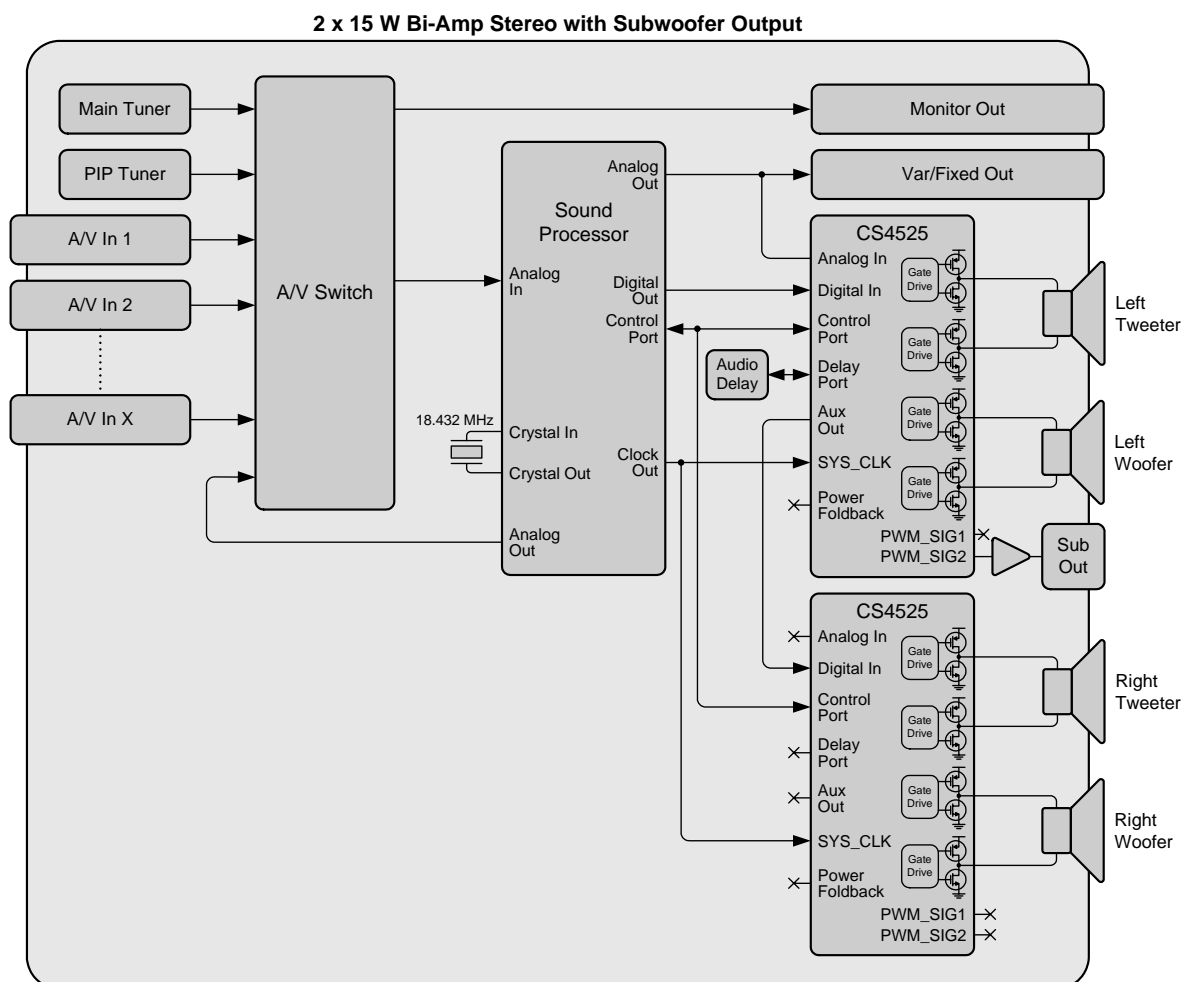 2 x 15 W Bi-Amp Stereo with Subwoofer Output
Main Tuner
PIP Tuner
A/V In 1
A/V In 2
A/V In X
A/V Switch
18.432 MHz
Sound
Processor
Analog
In
Crystal In
Crystal Out
Analog
Out
Analog
Out
Digital
Out
Control
Port
Clock
Out
Monitor Out
Var/Fixed Out
Audio
Delay
CS4525
Analog In
Digital In
Control
Port
Delay
Port
Aux
Out
SYS_CLK
Power
Foldback
PWM_SIG1
PWM_SIG2
Gate
Drive
Gate
Drive
Gate
Drive
Gate
Drive
Left
Tweeter
Left
Woofer
Sub
Out
CS4525
Analog In
Digital In
Control
Port
Delay
Port
Aux
Out
SYS_CLK
Power
Foldback
PWM_SIG1
PWM_SIG2
Gate
Drive
Gate
Drive
Gate
Drive
Gate
Drive
Right
Tweeter
Right
Woofer